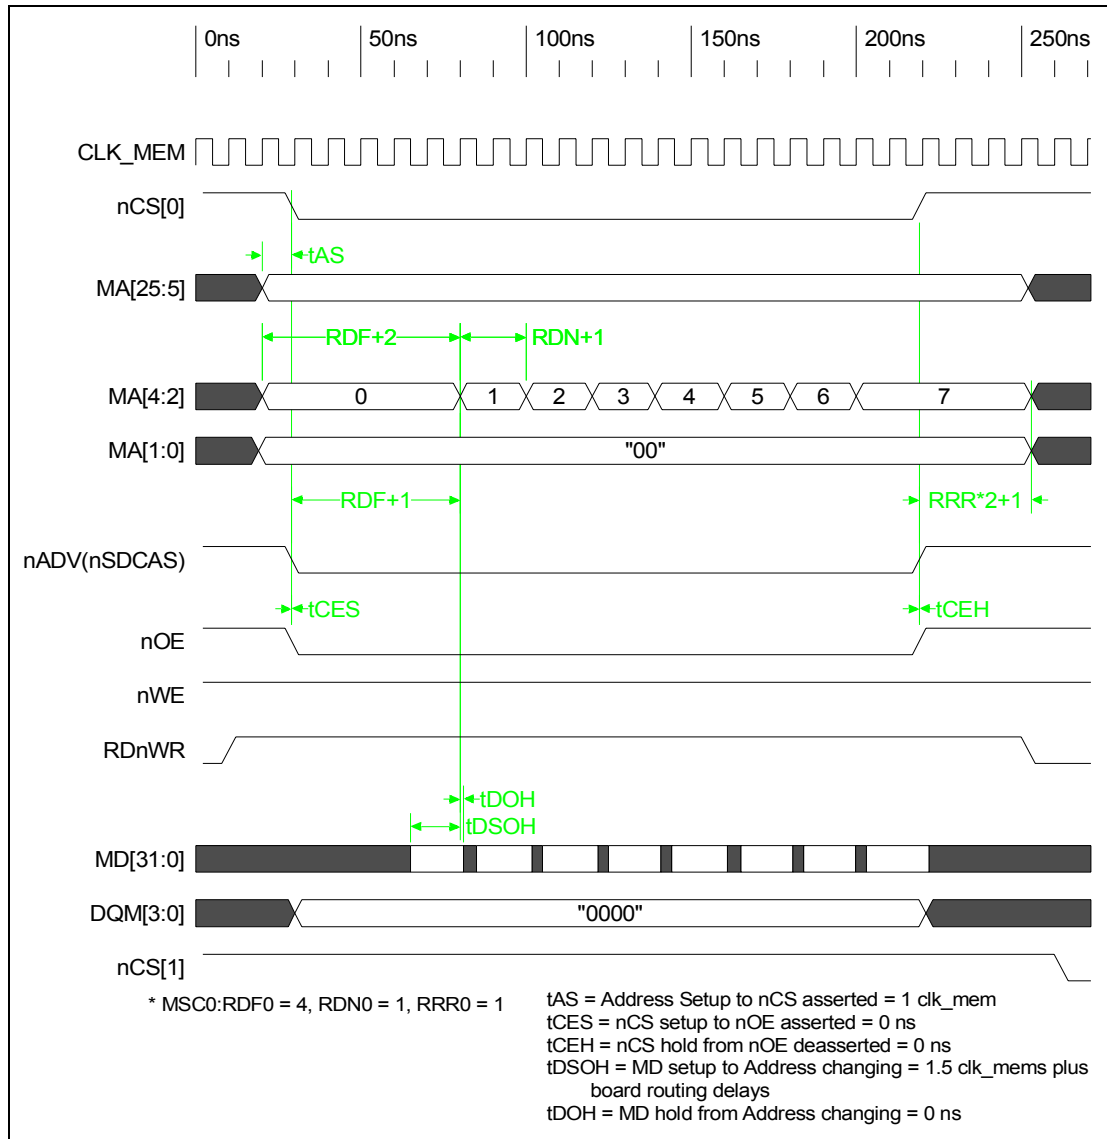 0ns 50ns 100ns 150ns 200ns 250ns
CLK_MEM
nCS[0]
tAS
MA[25:5]
RDF+2 RDN+1
MA[4:2] 0 1 2 3 4 5 6 7
MA[1:0] "00"
RDF+1 RRR*2+1
nADV(nSDCAS)
tCES tCEH
nOE
nWE
RDnWR
tDOH
tDSOH
MD[31:0]
DQM[3:0] "0000"
nCS[1]
* MSC0:RDF0 = 4, RDN0 = 1, RRR0 = 1
tAS = Address Setup to nCS asserted = 1 clk_mem
tCES = nCS setup to nOE asserted = 0 ns
tCEH = nCS hold from nOE deasserted = 0 ns
tDSOH = MD setup to Address changing = 1.5 clk_mems plus
board routing delays
tDOH = MD hold from Address changing = 0 ns